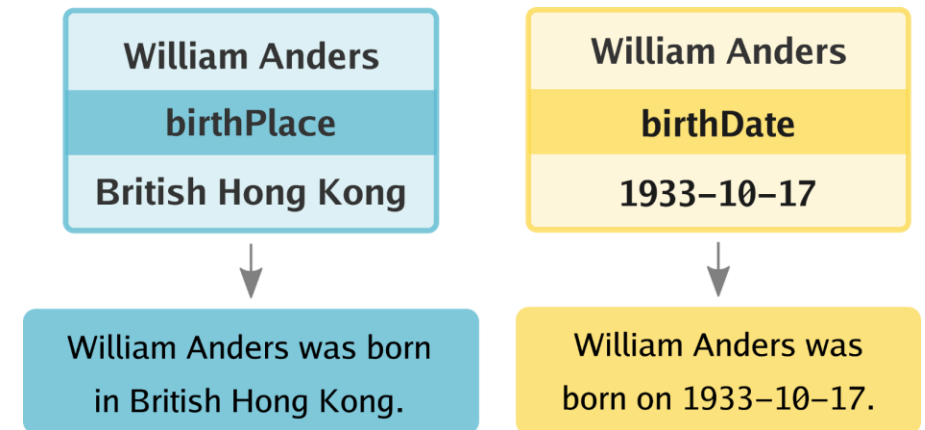 William Anders
birthPlace
British Hong Kong
William Anders was born
in British Hong Kong.
William Anders
birthDate
1933–10–17
William Anders was
born on 1933–10–17.